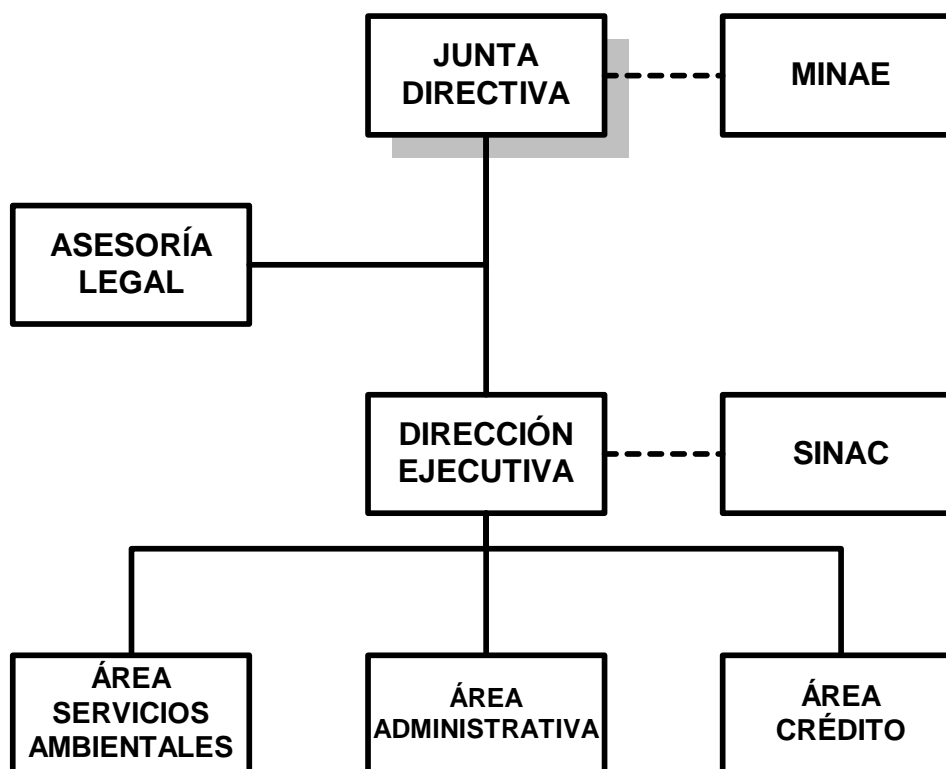 JUNTA
DIRECTIVA
MINAE
ASESORÍA
LEGAL
DIRECCIÓN
EJECUTIVA
SINAC
ÁREA
SERVICIOS
AMBIENTALES
ÁREA
ADMINISTRATIVA
ÁREA
CRÉDITO